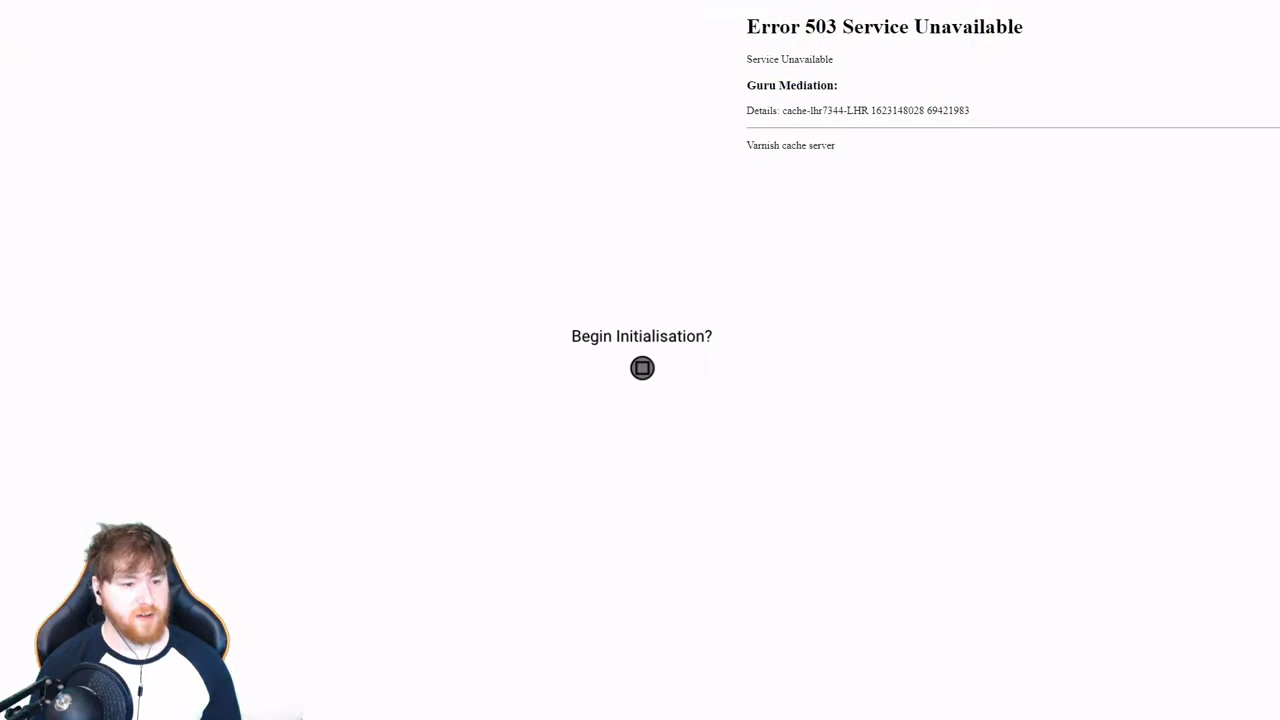 Error 503 Service Unavailable
Service Unavailable
Guru Mediation:
Details: cache-lhr7344-LHR 1623148028 69421983
Varnish cache server
Begin Initialisation?